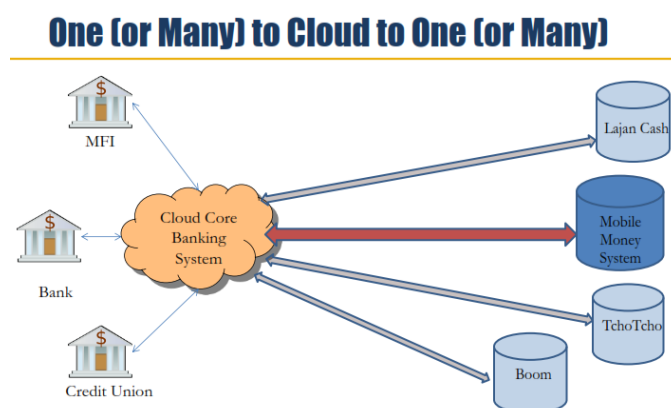 One (or Many) to Cloud to One (or Many)
$
MFI
Lajan Cash
$
Bank
Cloud Core
Banking
System
Mobile
Money
System
$
Credit Union
TchoTcho
Boom